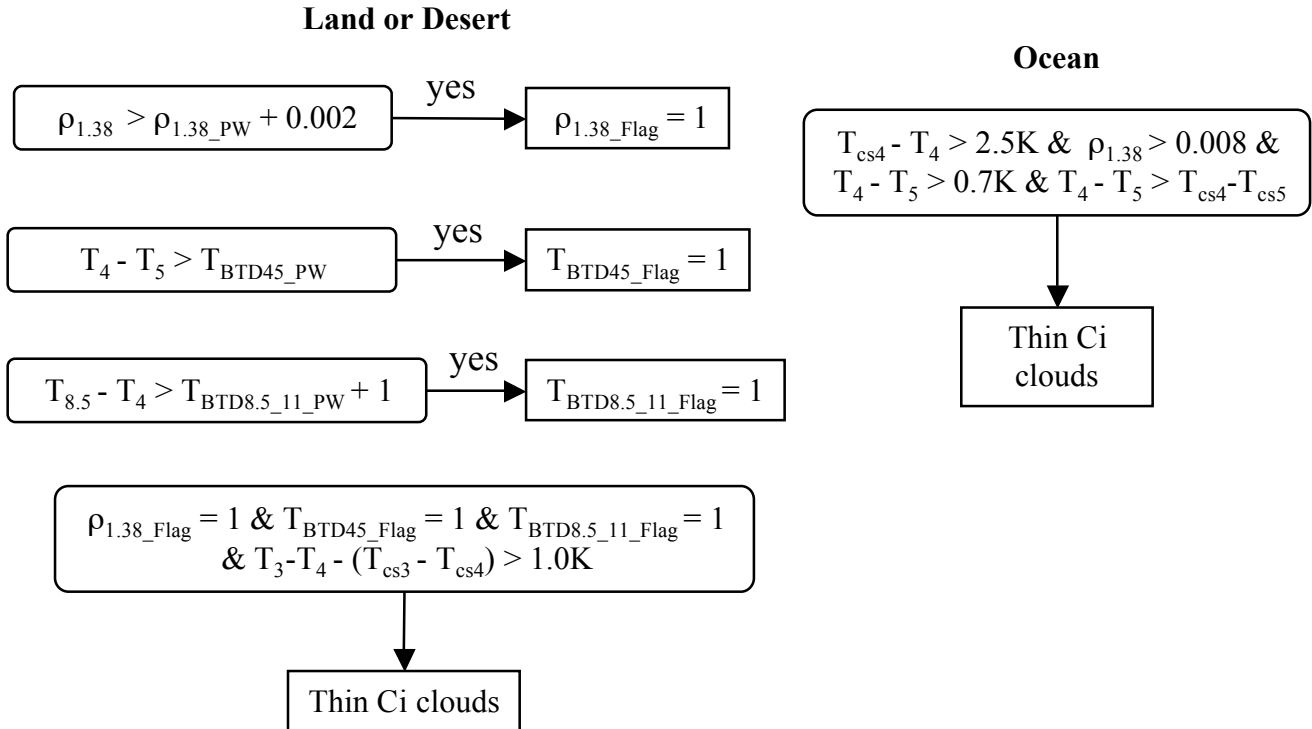 Land or Desert
ρ1.38 > ρ1.38_PW + 0.002
yes
ρ1.38_Flag = 1
T4 - T5 > TBTD45_PW
yes
TBTD45_Flag = 1
T8.5 - T4 > TBTD8.5_11_PW + 1
yes
TBTD8.5_11_Flag = 1
ρ1.38_Flag = 1 & TBTD45_Flag = 1 & TBTD8.5_11_Flag = 1
& T3-T4 - (Tcs3 - Tcs4) > 1.0K
Thin Ci clouds
Ocean
Tcs4 - T4 > 2.5K & ρ1.38 > 0.008 &
T4 - T5 > 0.7K & T4 - T5 > Tcs4-Tcs5
Thin Ci
clouds